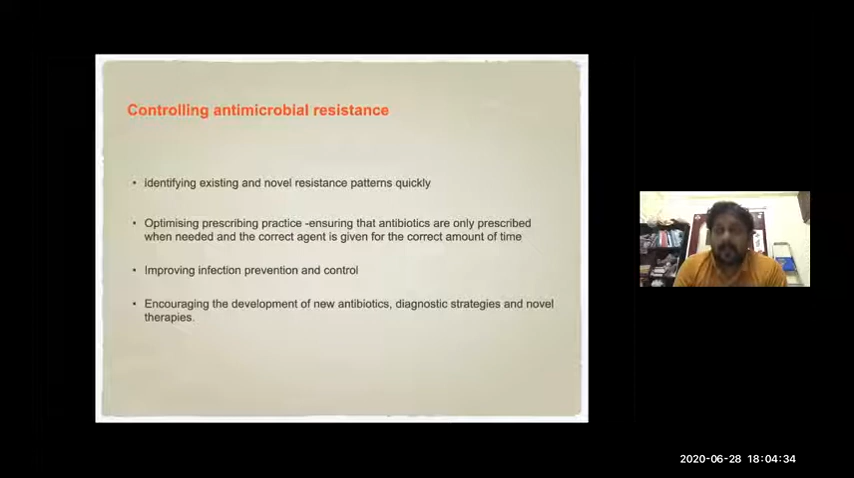 Controlling antimicrobial resistance
• Identifying existing and novel resistance patterns quickly
• Optimising prescribing practice -ensuring that antibiotics are only prescribed
when needed and the correct agent is given for the correct amount of time
• Improving infection prevention and control
• Encouraging the development of new antibiotics, diagnostic strategies and novel
therapies.
2020-06-28 18:04:34